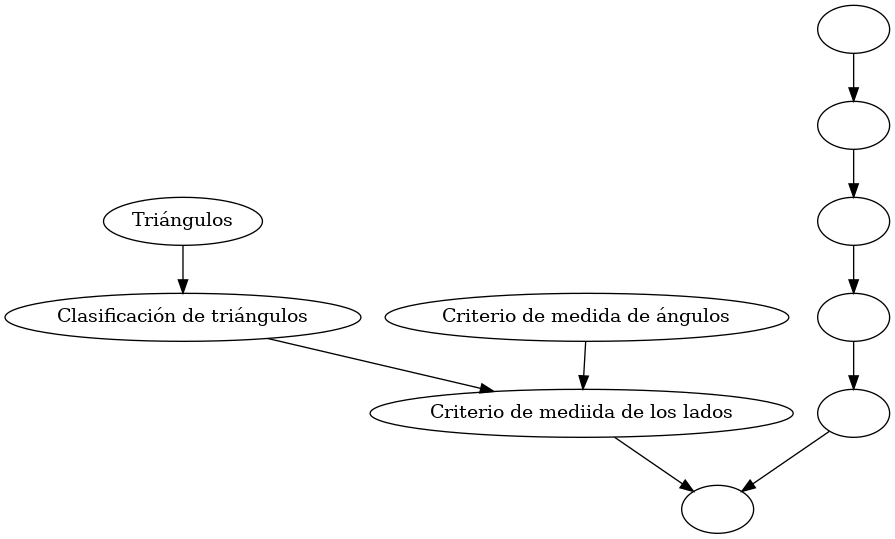 Triángulos
Clasificación de triángulos
Criterio de medida de ángulos
Criterio de mediida de los lados